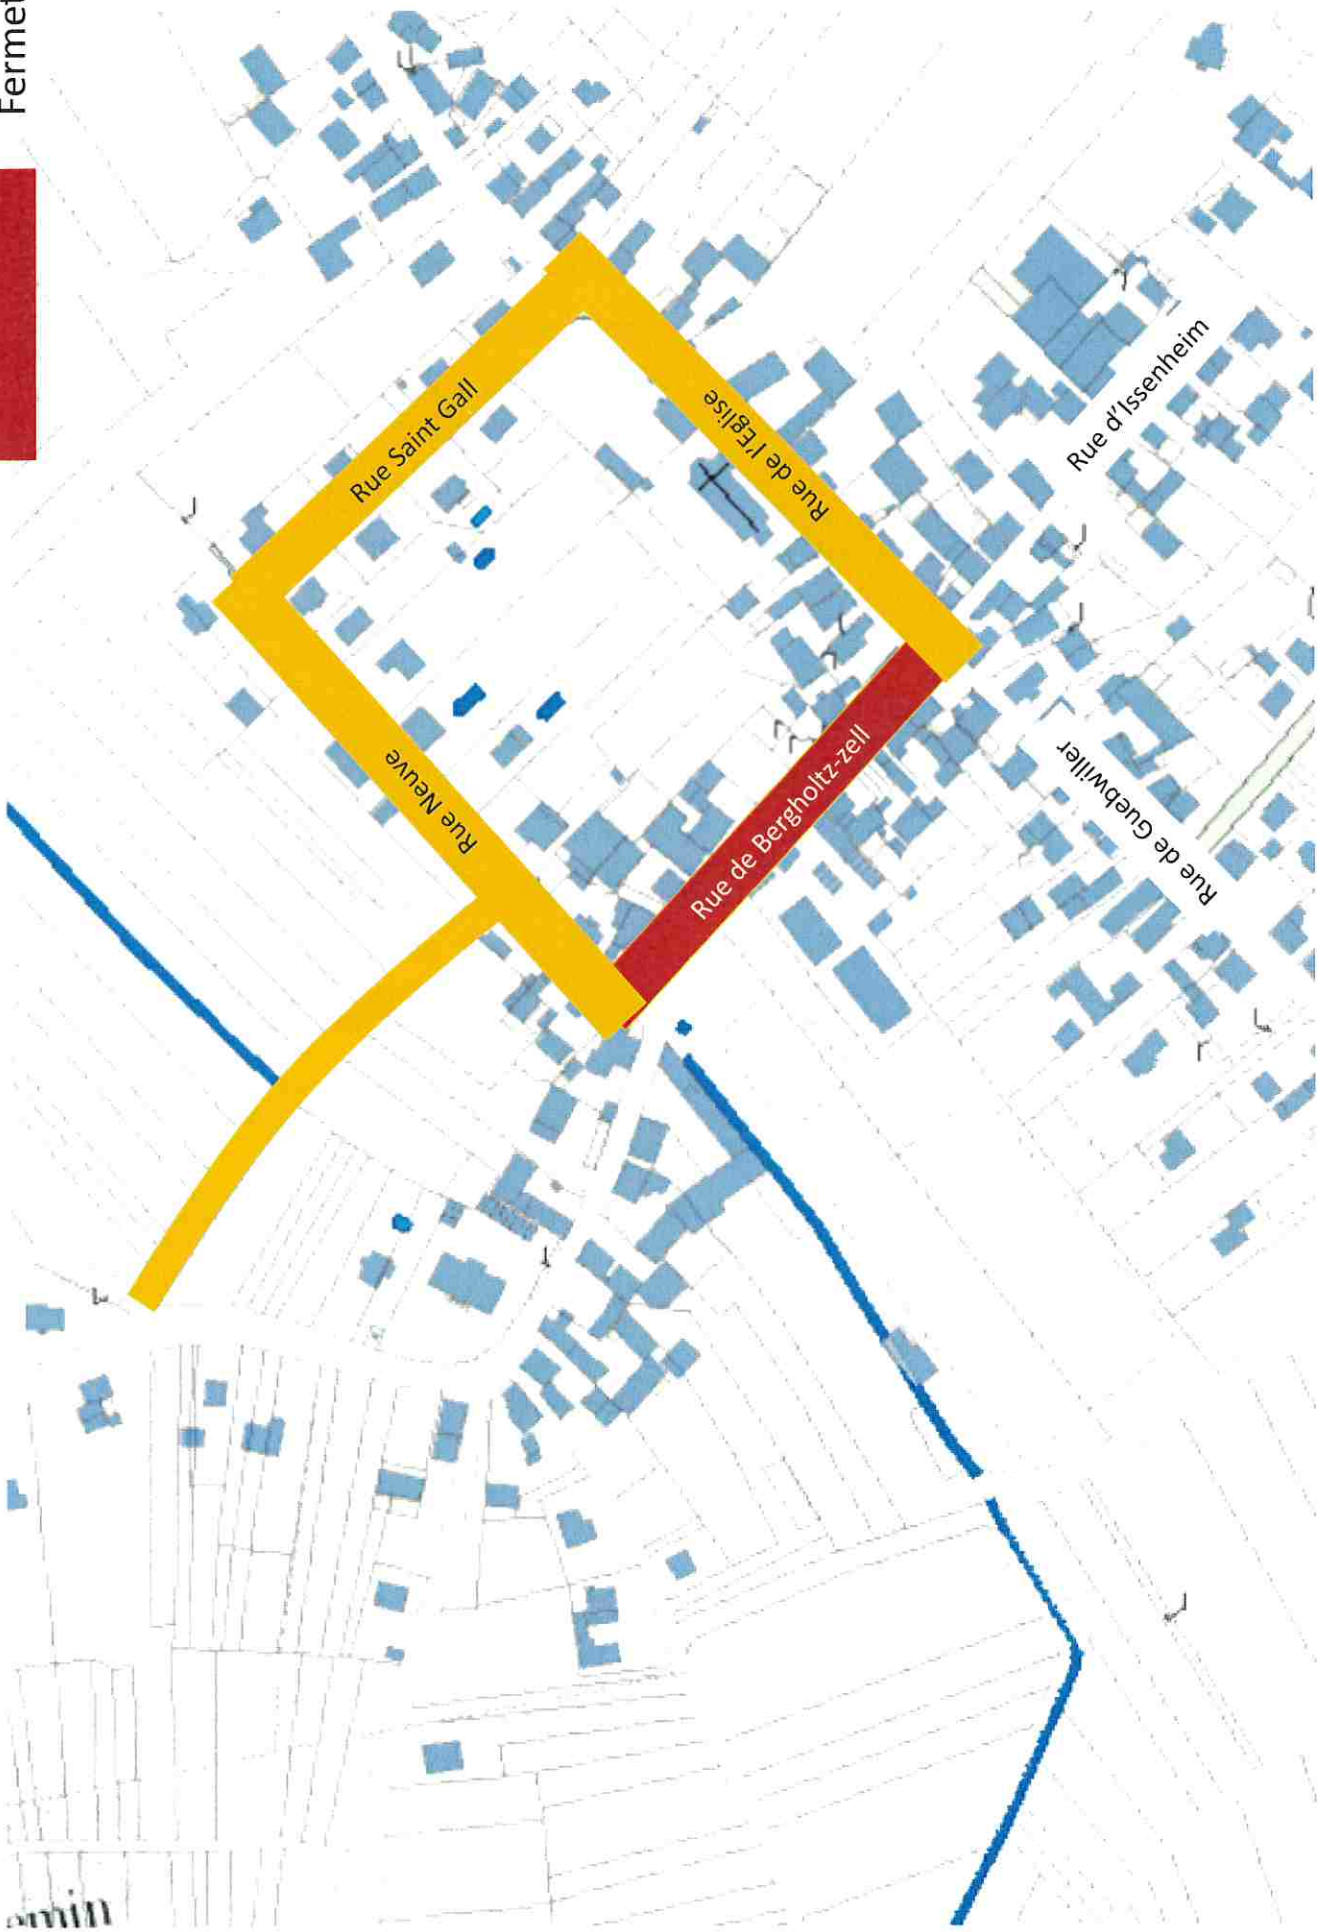 Fermet
Rue Saint Gall
Rue de l'Eglise
Rue d'Issenheim
Rue Neuve
Rue de Bergholtz-zell
Rue de Guebwiller